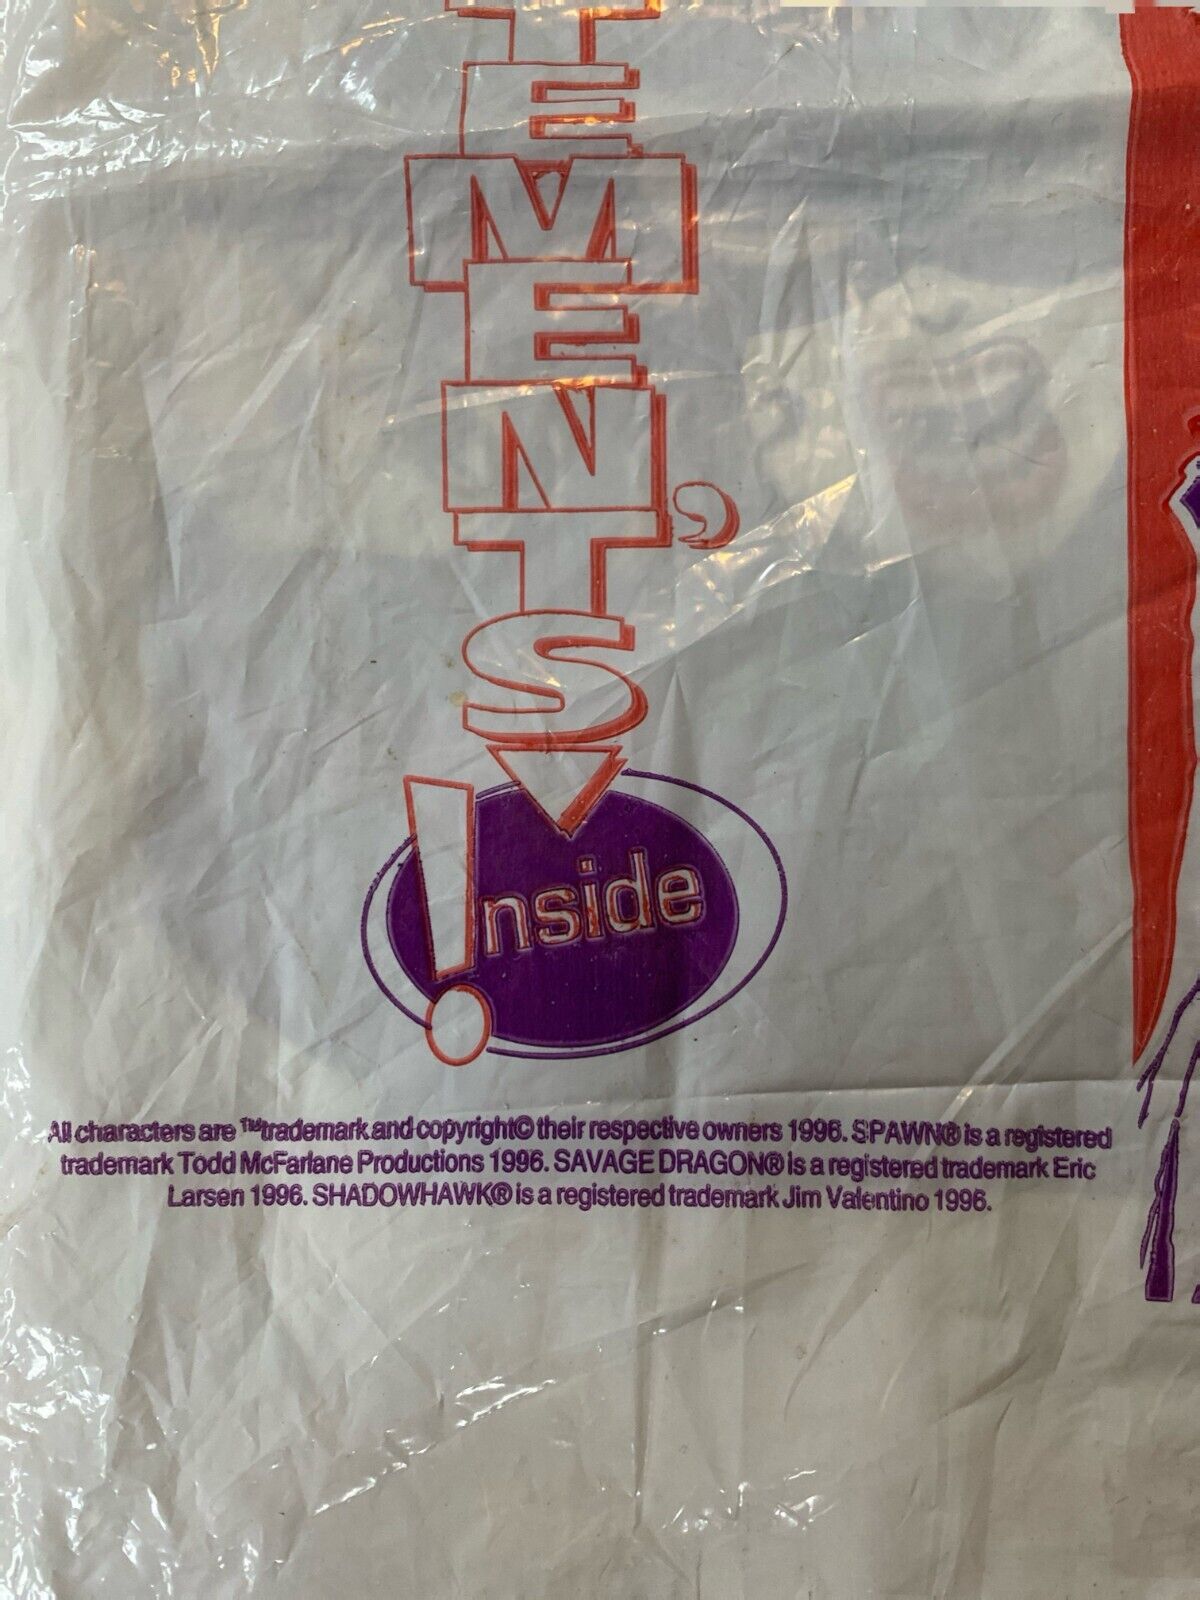 TEMENT'S
!nside
All characters are ™trademark and copyright© their respective owners 1996. SPAWN® is a registered
trademark Todd McFarlane Productions 1996. SAVAGE DRAGON® is a registered trademark Eric
Larsen 1996. SHADOWHAWK® is a registered trademark Jim Valentino 1996.